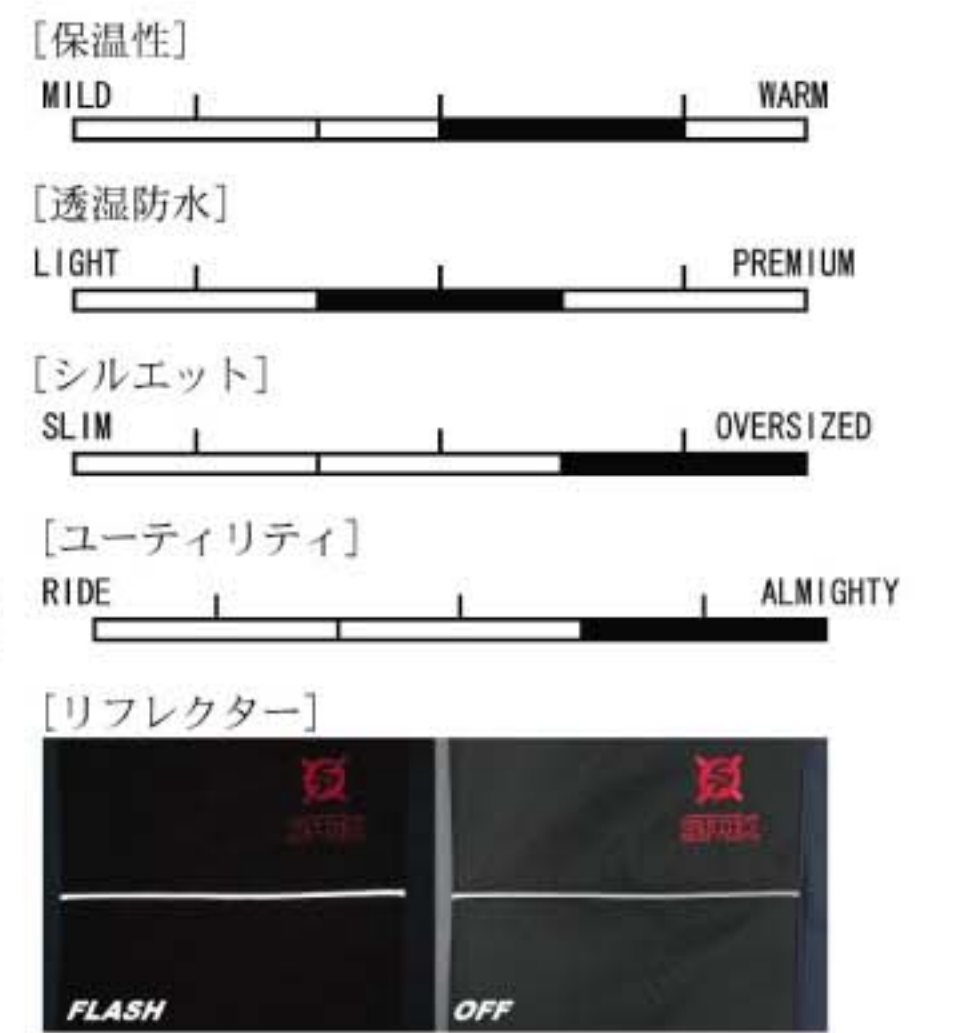 [保温性]
MILD WARM
[透湿防水]
LIGHT PREMIUM
[シルエット]
SLIM OVERSIZED
[ユーティリティ]
RIDE ALMIGHTY
[リフレクター]
FLASH OFF